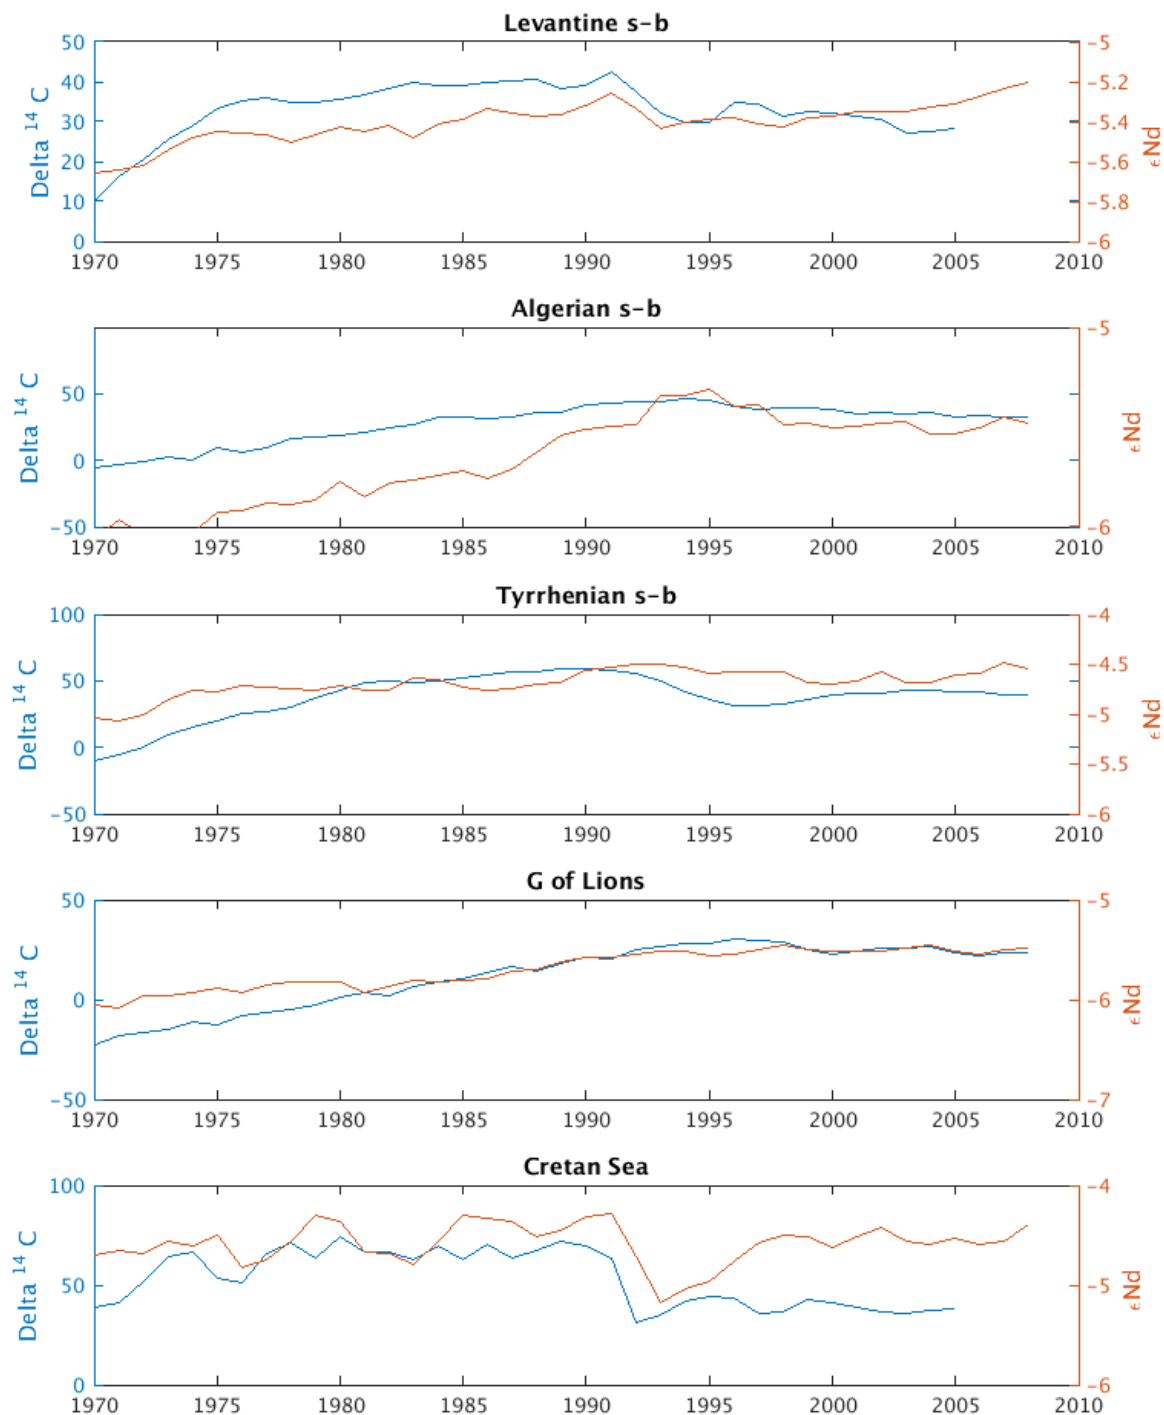 Levantine s-b
50 -5
40 -5.2
30 -5.4
20 -5.6
10 -5.8
0 -6
Delta 14 C
εNd
1970 1975 1980 1985 1990 1995 2000 2005 2010
Algerian s-b
-5
50
0
-50 -6
Delta 14 C
εNd
1970 1975 1980 1985 1990 1995 2000 2005 2010
Tyrrhenian s-b
100 -4
-4.5
50
-5
0
-5.5
-50 -6
Delta 14 C
εNd
1970 1975 1980 1985 1990 1995 2000 2005 2010
G of Lions
50 -5
0 -6
-50 -7
Delta 14 C
εNd
1970 1975 1980 1985 1990 1995 2000 2005 2010
Cretan Sea
100 -4
50 -5
0 -6
Delta 14 C
εNd
1970 1975 1980 1985 1990 1995 2000 2005 2010